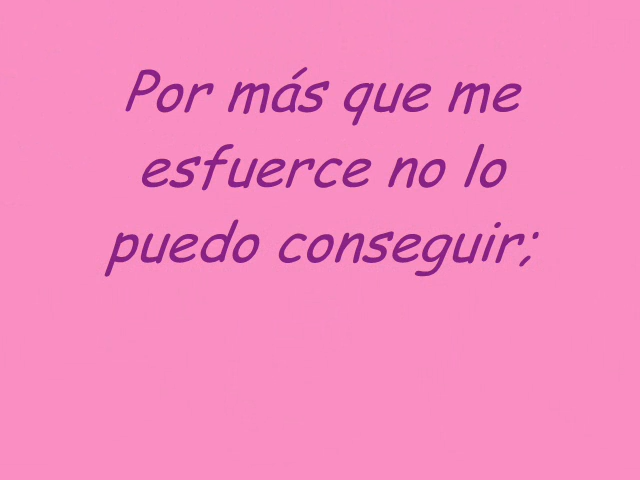 Por más que me
esfuerce no lo
puedo conseguir;